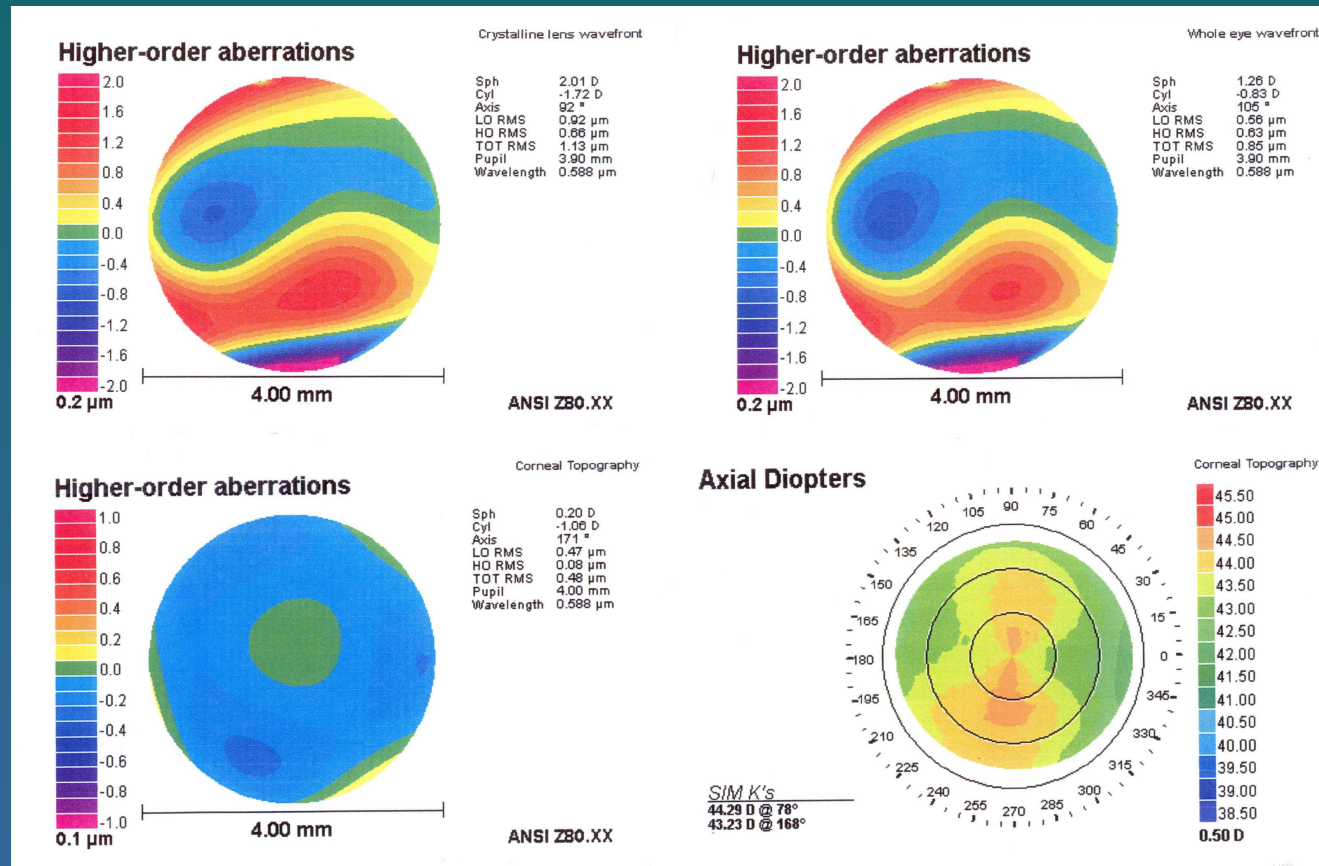 Crystalline lens wavefront
Higher-order aberrations
2.0
1.6
1.2
0.8
0.4
0.0
-0.4
-0.8
-1.2
-1.6
-2.0
0.2 µm
Sph 2.01 D
Cyl -1.72 D
Axis 92 °
LO RMS 0.92 µm
HO RMS 0.66 µm
TOT RMS 1.13 µm
Pupil 3.90 mm
Wavelength 0.588 µm
4.00 mm
ANSI Z80.XX
Whole eye wavefront
Higher-order aberrations
2.0
1.6
1.2
0.8
0.4
0.0
-0.4
-0.8
-1.2
-1.6
-2.0
0.2 µm
Sph 1.26 D
Cyl -0.83 D
Axis 105 °
LO RMS 0.56 µm
HO RMS 0.63 µm
TOT RMS 0.85 µm
Pupil 3.90 mm
Wavelength 0.588 µm
4.00 mm
ANSI Z80.XX
Corneal Topography
Higher-order aberrations
1.0
0.8
0.6
0.4
0.2
0.0
-0.2
-0.4
-0.6
-0.8
-1.0
0.1 µm
Sph 0.20 D
Cyl -1.06 D
Axis 171 °
LO RMS 0.47 µm
HO RMS 0.08 µm
TOT RMS 0.48 µm
Pupil 4.00 mm
Wavelength 0.588 µm
4.00 mm
ANSI Z80.XX
Corneal Topography
Axial Diopters
90
75
60
45
30
15
0
345
330
315
300
285
270
255
240
225
210
195
180
165
150
135
120
105
45.50
45.00
44.50
44.00
43.50
43.00
42.50
42.00
41.50
41.00
40.50
40.00
39.50
39.00
38.50
0.50 D
SIM K's
44.29 D @ 78°
43.23 D @ 168°